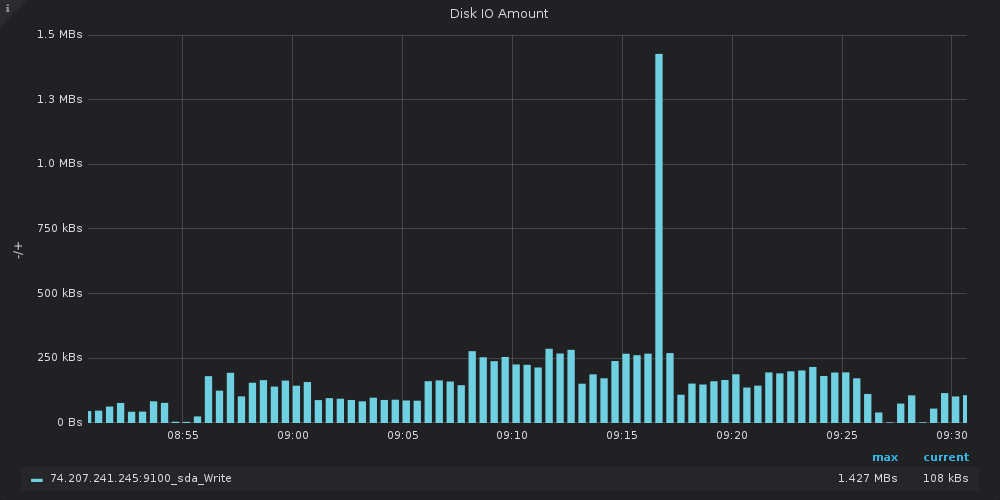 i
Disk IO Amount
1.5 MBs
1.3 MBs
1.0 MBs
750 kBs
500 kBs
250 kBs
0 Bs
-/+
08:55 09:00 09:05 09:10 09:15 09:20 09:25 09:30
max current
74.207.241.245:9100_sda_Write 1.427 MBs 108 kBs